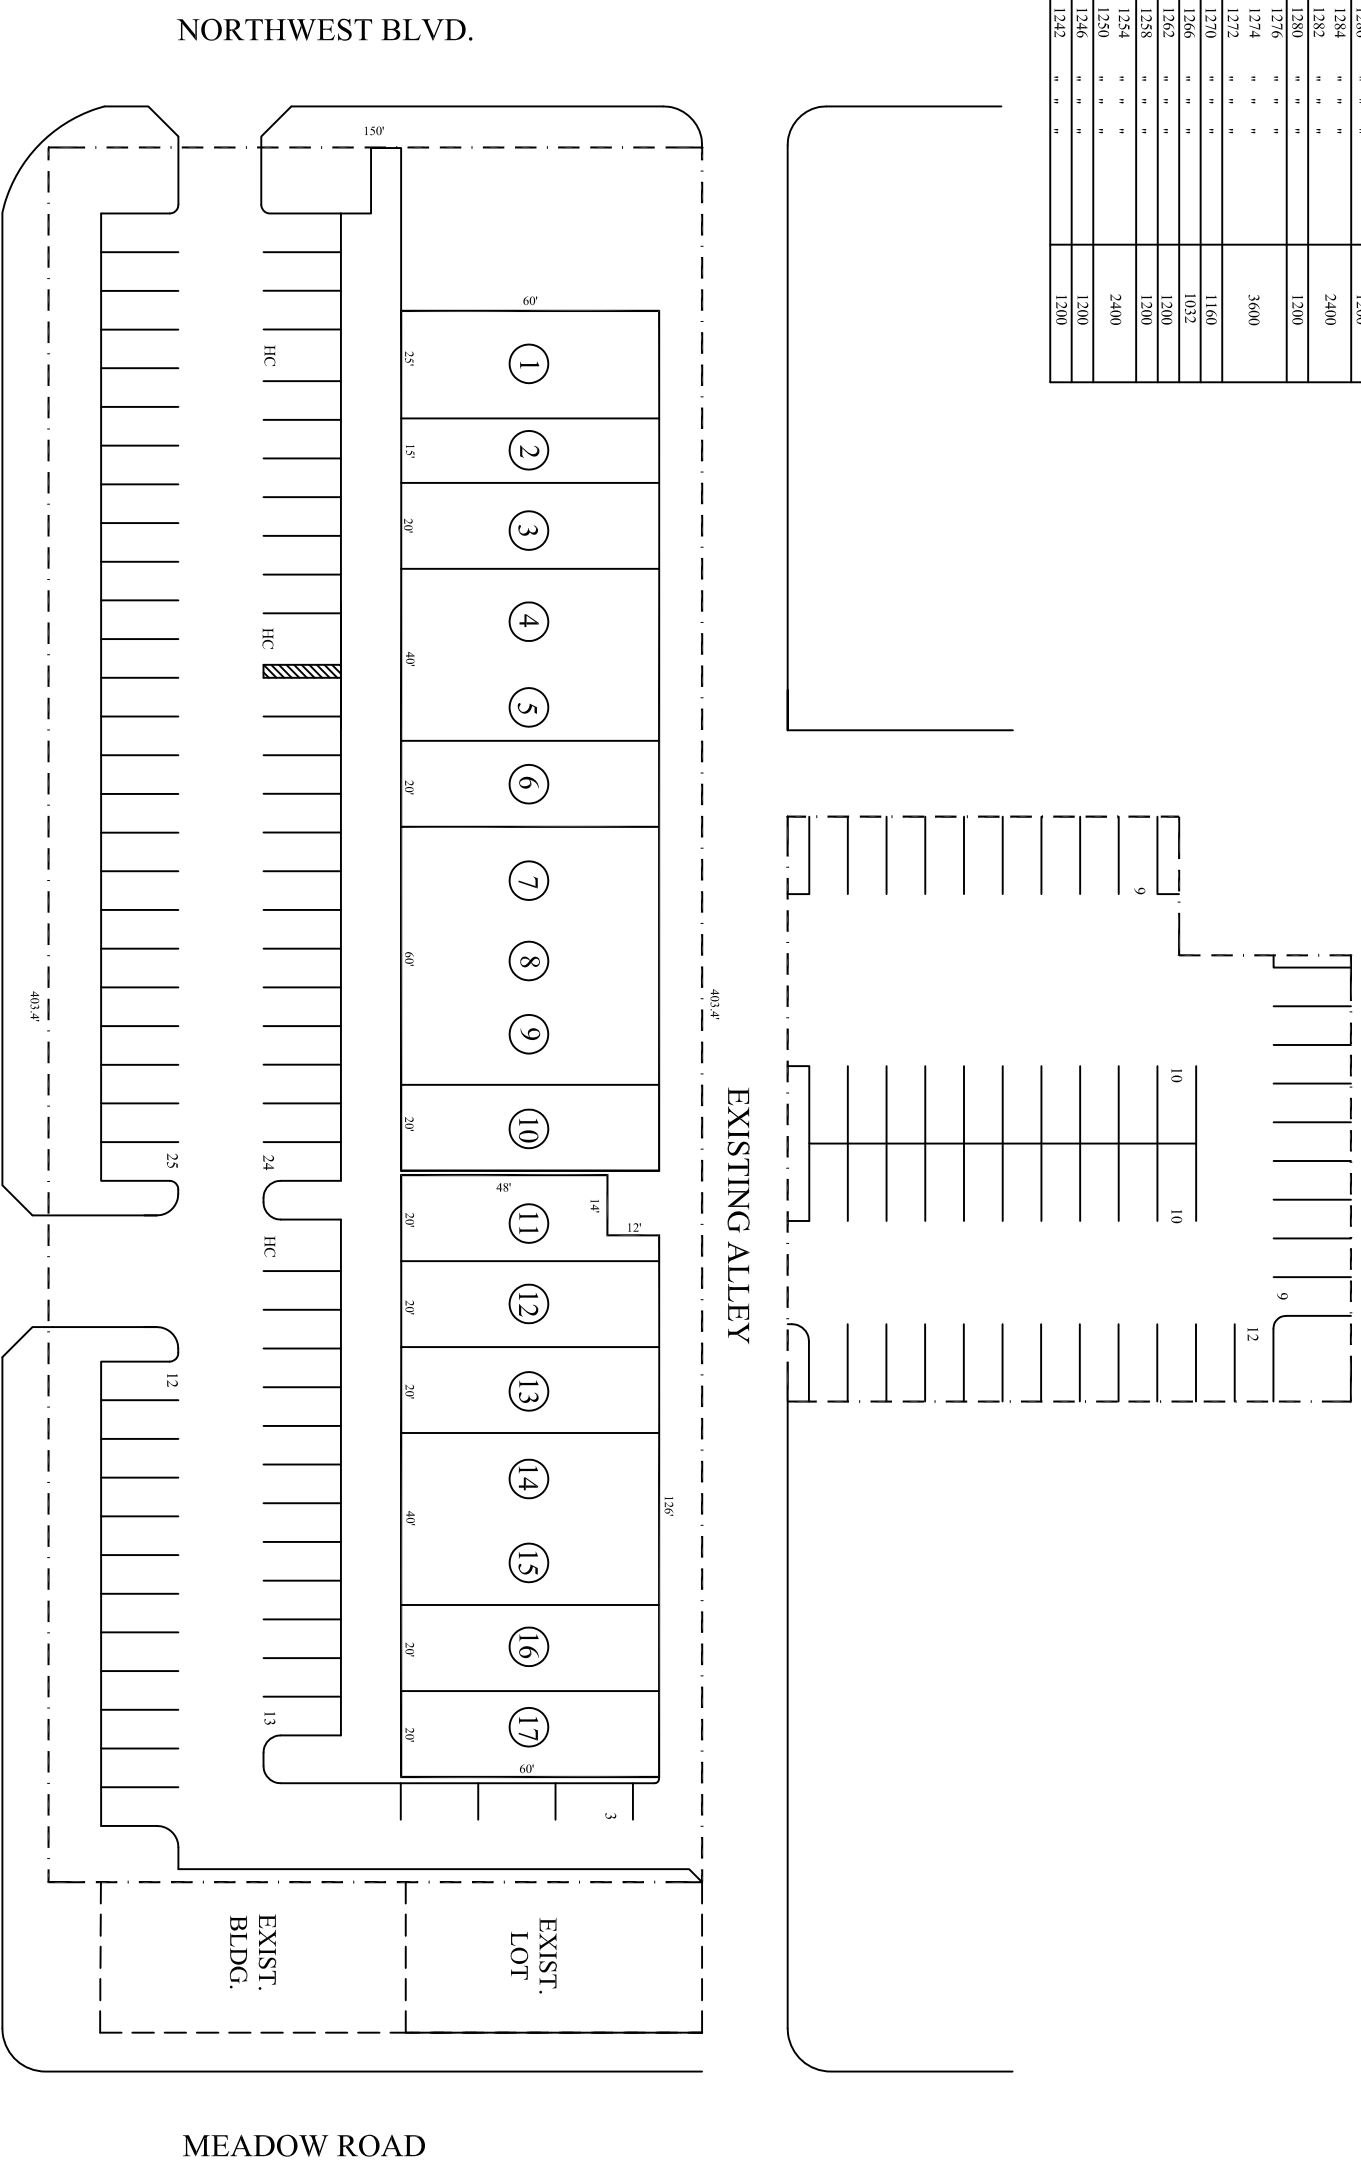 NORTHWEST BLVD.
1284 " " "
1282 " " "
2400
1280 " " " 1200
1276 " " "
1274 " " "
1272 " " "
3600
1270 " " " 1160
1266 " " " 1032
1262 " " " 1200
1258 " " " 1200
1254 " " "
1250 " " "
2400
1246 " " " 1200
1242 " " " 1200
150'
60'
25'
1
HC
15'
2
20'
3
4
40'
5
HC
20'
6
7
60'
8
9
9
403.4'
403.4'
20'
10
10
10
EXISTING ALLEY
25
24
48'
14'
12'
20'
11
HC
20'
12
9
12
12
20'
13
14
40'
15
126'
20'
16
13
20'
17
60'
3
EXIST.
BLDG.
EXIST.
LOT
MEADOW ROAD